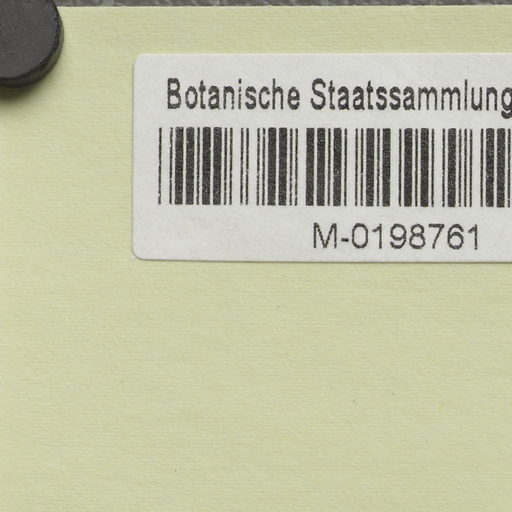 Botanische Staatssammlung
M-0198761